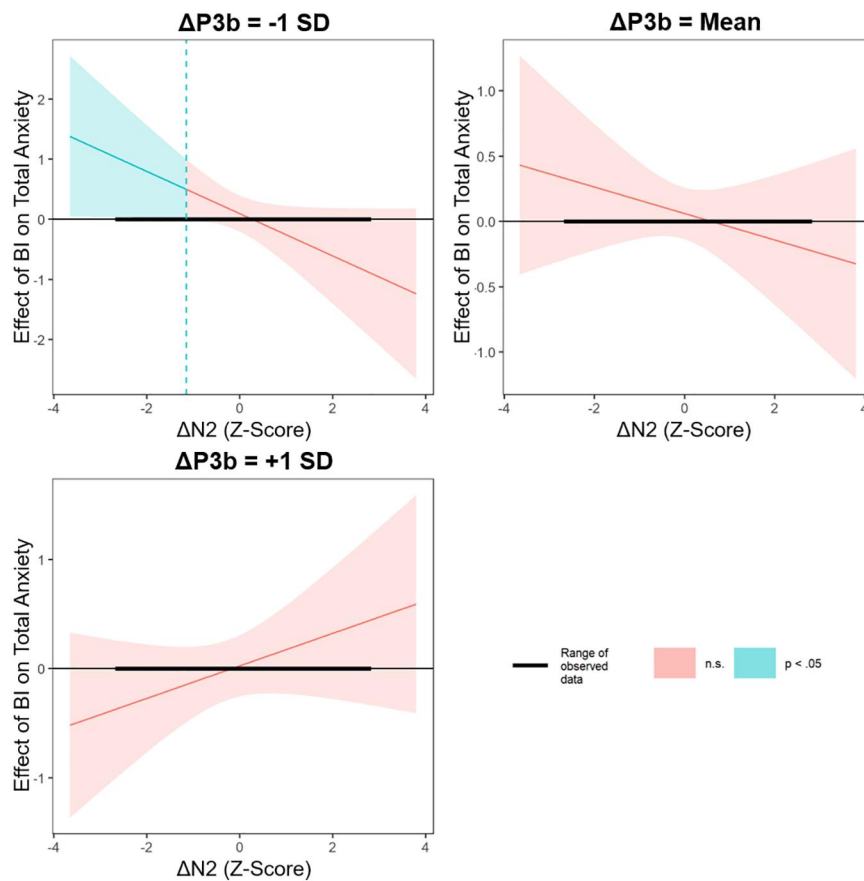 ΔP3b = -1 SD
Effect of BI on Total Anxiety
2
1
0
-1
-2
-4
-2
0
2
4
ΔN2 (Z-Score)
ΔP3b = Mean
Effect of BI on Total Anxiety
1.0
0.5
0.0
-0.5
-1.0
-4
-2
0
2
4
ΔN2 (Z-Score)
ΔP3b = +1 SD
Effect of BI on Total Anxiety
1
0
-1
-4
-2
0
2
4
ΔN2 (Z-Score)
Range of
observed
data
n.s.
p < .05